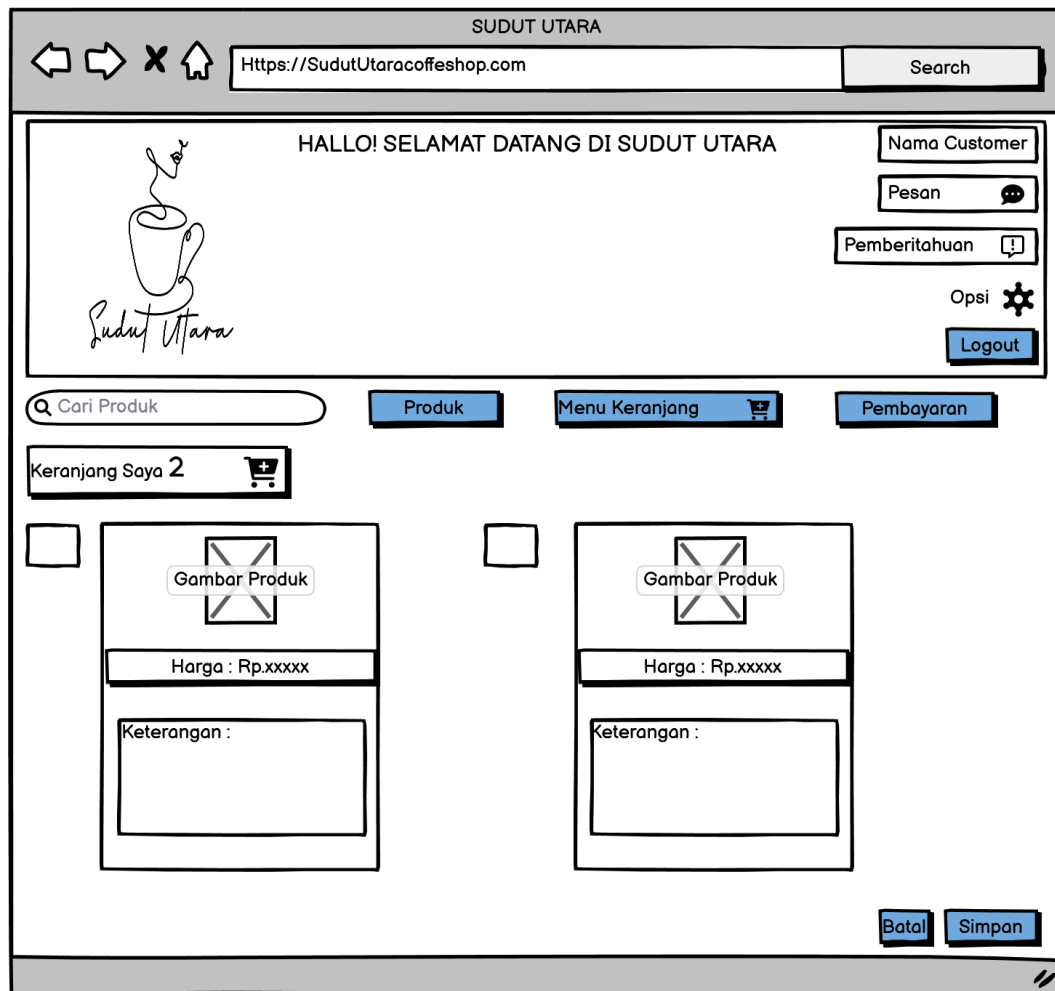 SUDUT UTARA
Https://SudutUtaracoffeshop.com
Search
HALLO! SELAMAT DATANG DI SUDUT UTARA
Nama Customer
Pesan
Pemberitahuan
Opsi
Logout
Sudut Utara
Cari Produk
Produk
Menu Keranjang
Pembayaran
Keranjang Saya 2
Gambar Produk
Harga : Rp.xxxxx
Keterangan :
Gambar Produk
Harga : Rp.xxxxx
Keterangan :
Batal
Simpan